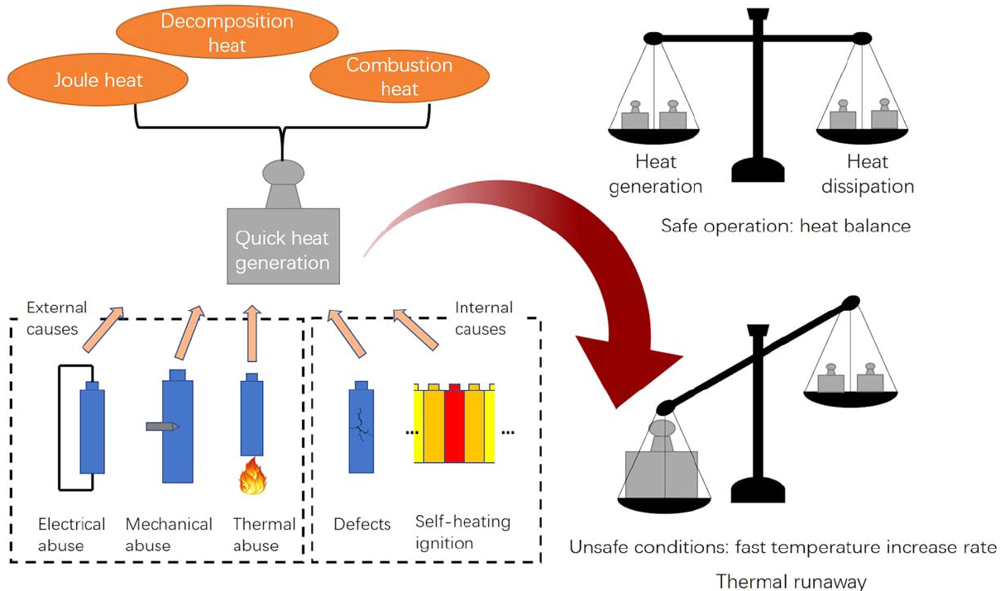 Decomposition
heat
Joule heat
Combustion
heat
Quick heat
generation
External
causes
Internal
causes
Electrical
abuse
Mechanical
abuse
Thermal
abuse
Defects
...
...
Self-heating
ignition
Heat
generation
Heat
dissipation
Safe operation: heat balance
Unsafe conditions: fast temperature increase rate
Thermal runaway